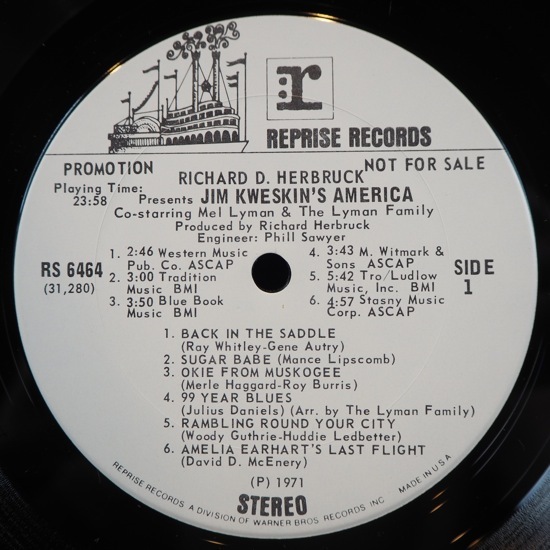 r
REPRISE RECORDS
PROMOTION
NOT FOR SALE
Playing Time:
23:58
RICHARD D. HERBRUCK
Presents JIM KWESKIN'S AMERICA
Co-starring Mel Lyman & The Lyman Family
Produced by Richard Herbruck
Engineer: Phill Sawyer
RS 6464
(31,280)
1. 2:46 Western Music
Pub. Co. ASCAP
2. 3:00 Tradition
Music BMI
3. 3:50 Blue Book
Music BMI
4. 3:43 M. Witmark &
Sons ASCAP
5. 5:42 Tro/Ludlow
Music, Inc. BMI
6. 4:57 Stasny Music
Corp. ASCAP
SIDE
1
1. BACK IN THE SADDLE
(Ray Whitley-Gene Autry)
2. SUGAR BABE (Mance Lipscomb)
3. OKIE FROM MUSKOGEE
(Merle Haggard-Roy Burris)
4. 99 YEAR BLUES
(Julius Daniels) (Arr. by The Lyman Family)
5. RAMBLING ROUND YOUR CITY
(Woody Guthrie-Huddie Ledbetter)
6. AMELIA EARHART'S LAST FLIGHT
(David D. McEnery)
(P) 1971
STEREO
REPRISE RECORDS, A DIVISION OF WARNER BROS. RECORDS INC. MADE IN U.S.A.